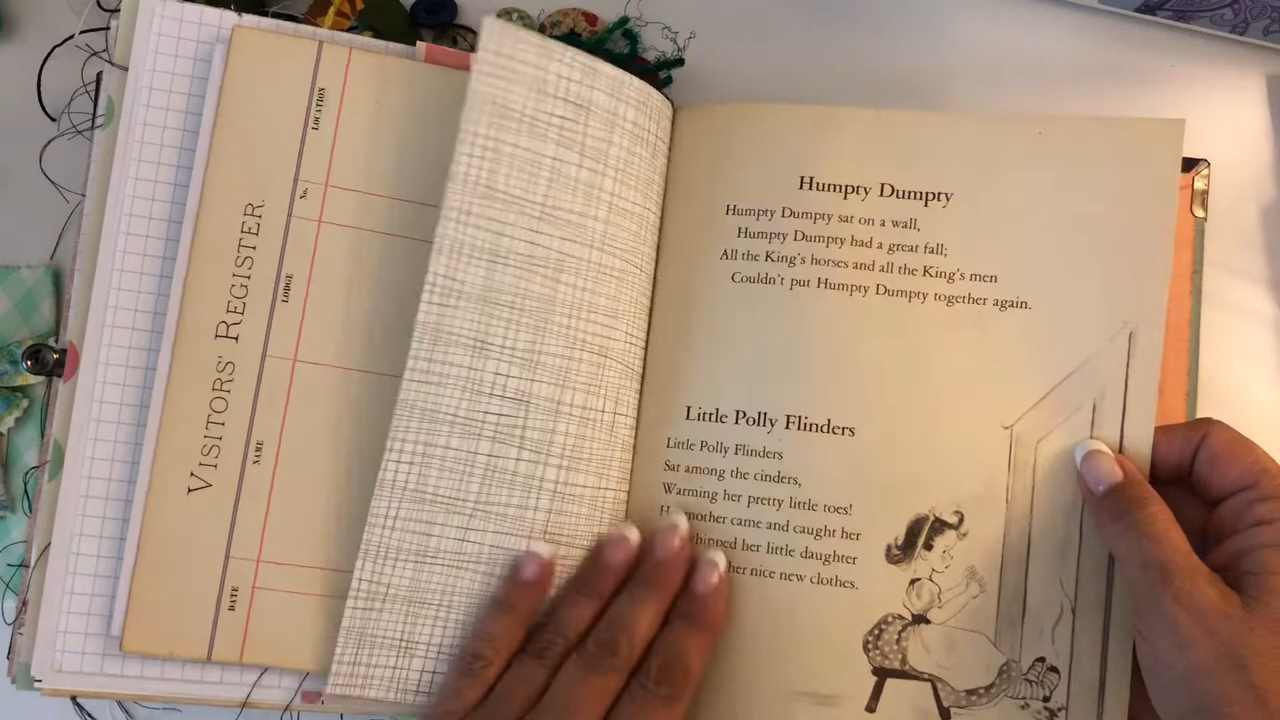 VISITORS' REGISTER.
DATE NAME LODGE No. LOCATION
Humpty Dumpty
Humpty Dumpty sat on a wall,
Humpty Dumpty had a great fall;
All the King's horses and all the King's men
Couldn't put Humpty Dumpty together again.
Little Polly Flinders
Little Polly Flinders
Sat among the cinders,
Warming her pretty little toes!
mother came and caught her
her little daughter
her nice new clothes.